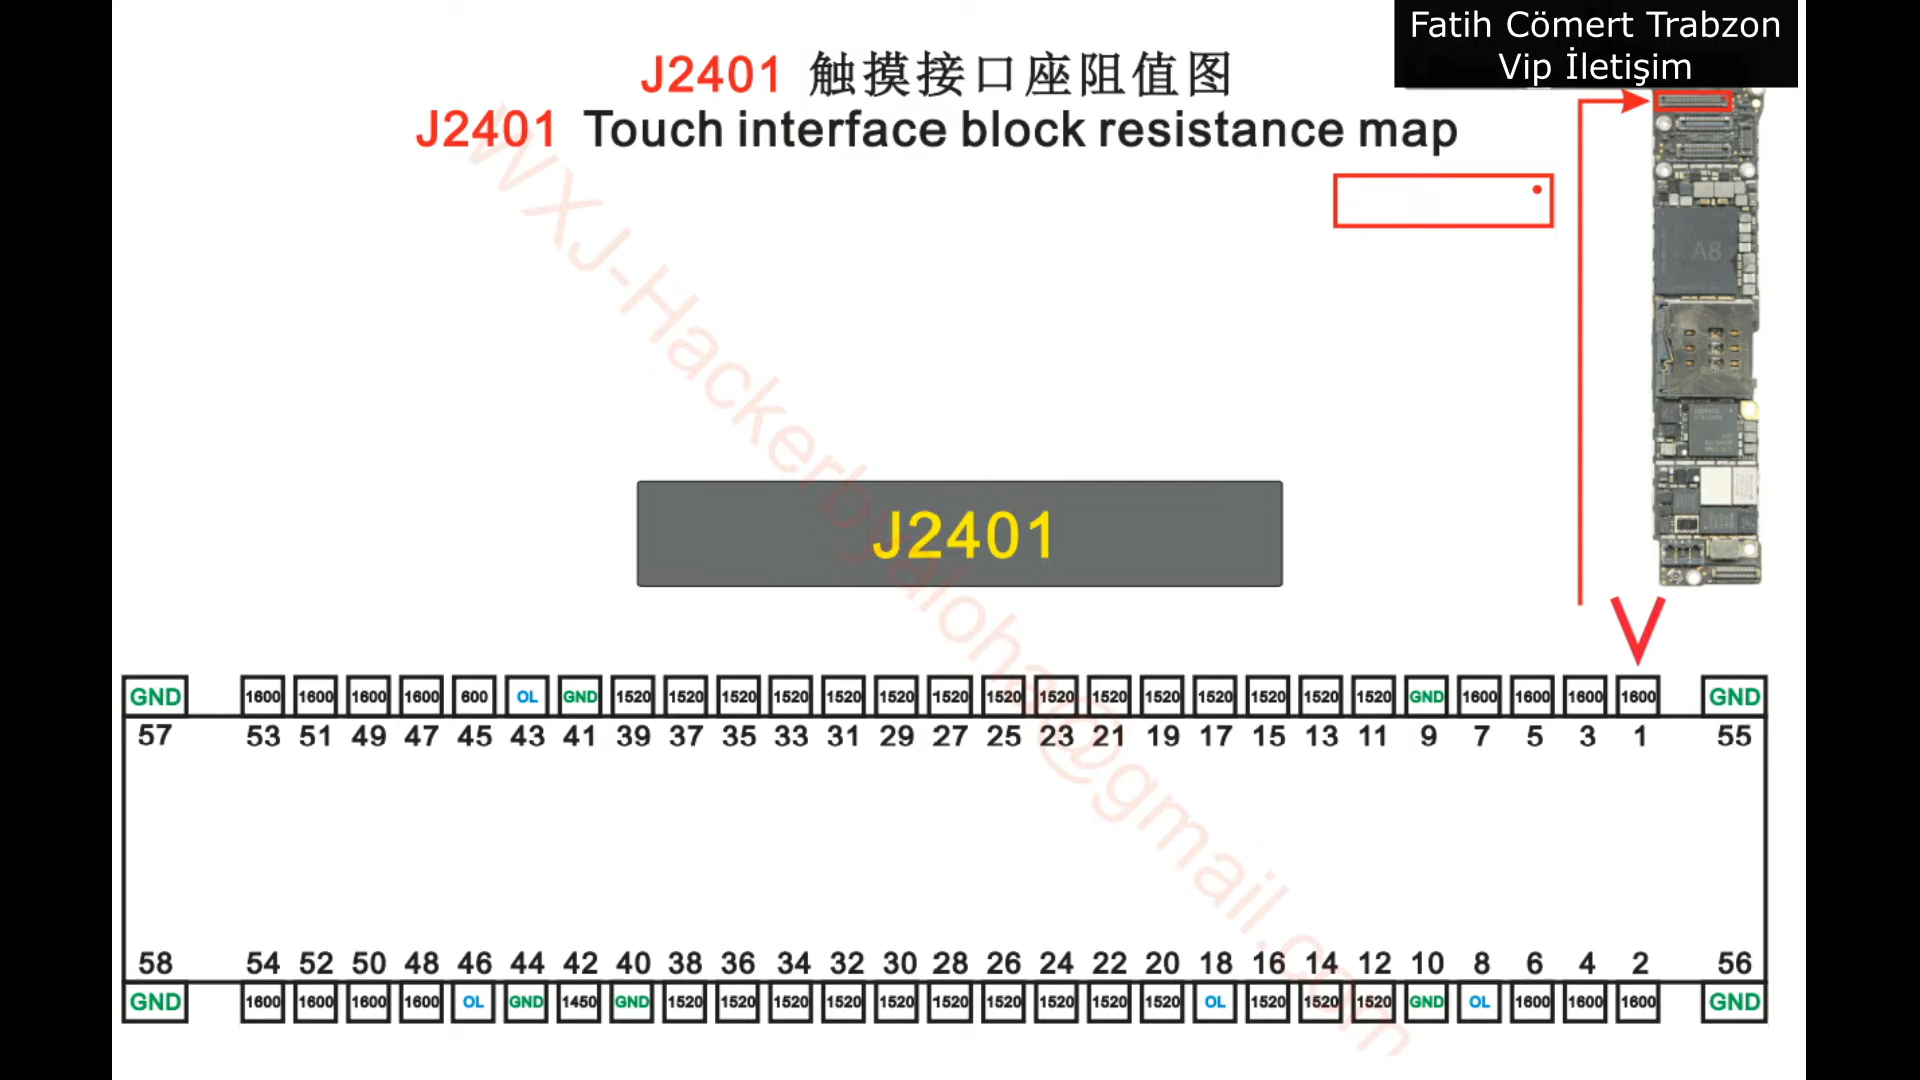 Fatih Cömert Trabzon
Vip İletişim
J2401 触摸接口座阻值图
J2401 Touch interface block resistance map
A8
WXJ-Hackerbyaloha@gmail.com
J2401
GND 1600 1600 1600 1600 600 OL GND 1520 1520 1520 1520 1520 1520 1520 1520 1520 1520 1520 1520 1520 1520 1520 GND 1600 1600 1600 1600 GND
57 53 51 49 47 45 43 41 39 37 35 33 31 29 27 25 23 21 19 17 15 13 11 9 7 5 3 1 55
58 54 52 50 48 46 44 42 40 38 36 34 32 30 28 26 24 22 20 18 16 14 12 10 8 6 4 2 56
GND 1600 1600 1600 1600 OL GND 1450 GND 1520 1520 1520 1520 1520 1520 1520 1520 1520 1520 OL 1520 1520 1520 GND OL 1600 1600 1600 GND